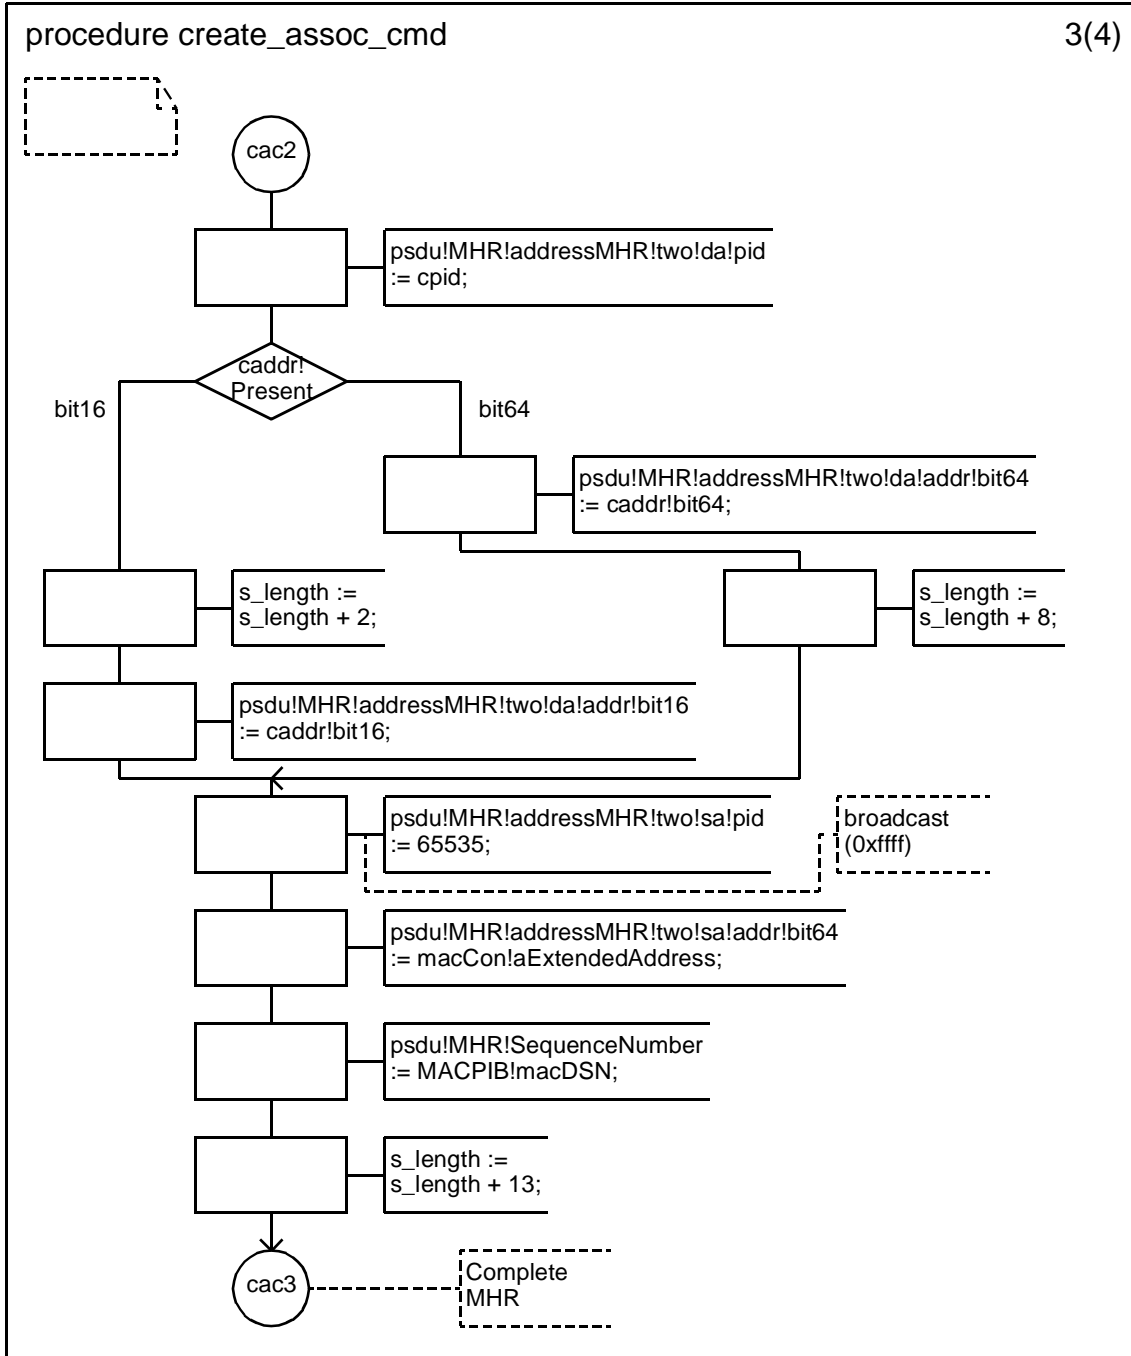 procedure create_assoc_cmd
3(4)
cac2
psdu!MHR!addressMHR!two!da!pid
:= cpid;
caddr!
Present
bit16
bit64
psdu!MHR!addressMHR!two!da!addr!bit64
:= caddr!bit64;
s_length :=
s_length + 2;
s_length :=
s_length + 8;
psdu!MHR!addressMHR!two!da!addr!bit16
:= caddr!bit16;
psdu!MHR!addressMHR!two!sa!pid
:= 65535;
broadcast
(0xffff)
psdu!MHR!addressMHR!two!sa!addr!bit64
:= macCon!aExtendedAddress;
psdu!MHR!SequenceNumber
:= MACPIB!macDSN;
s_length :=
s_length + 13;
cac3
Complete
MHR